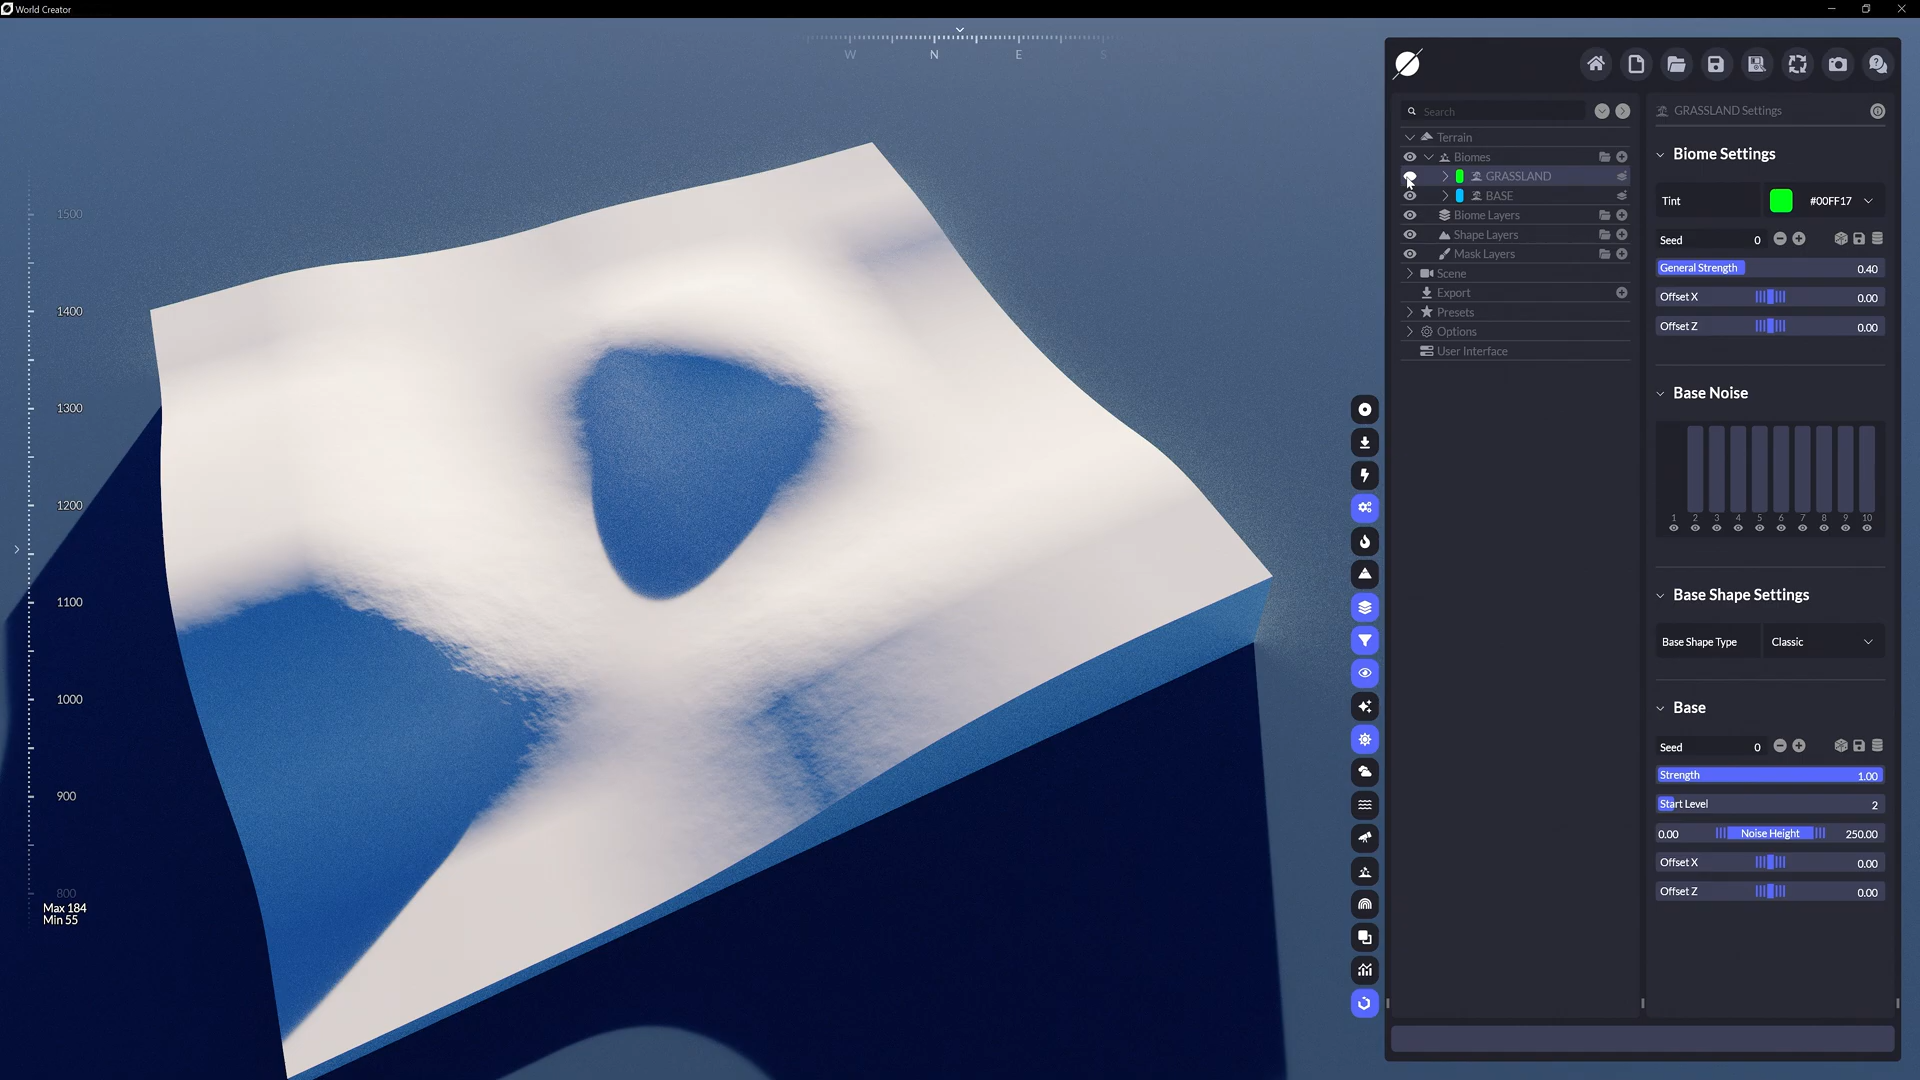 World Creator
W N E S
Search
Terrain
Biomes
GRASSLAND
BASE
Biome Layers
Shape Layers
Mask Layers
Scene
Export
Presets
Options
User Interface
GRASSLAND Settings
Biome Settings
Tint #00FF17
Seed 0
General Strength 0.40
Offset X 0.00
Offset Z 0.00
Base Noise
1 2 3 4 5 6 7 8 9 10
Base Shape Settings
Base Shape Type Classic
Base
Seed 0
Strength 1.00
Start Level 2
0.00 Noise Height 250.00
Offset X 0.00
Offset Z 0.00
1500
1400
1300
1200
1100
1000
900
800
Max 184
Min 55